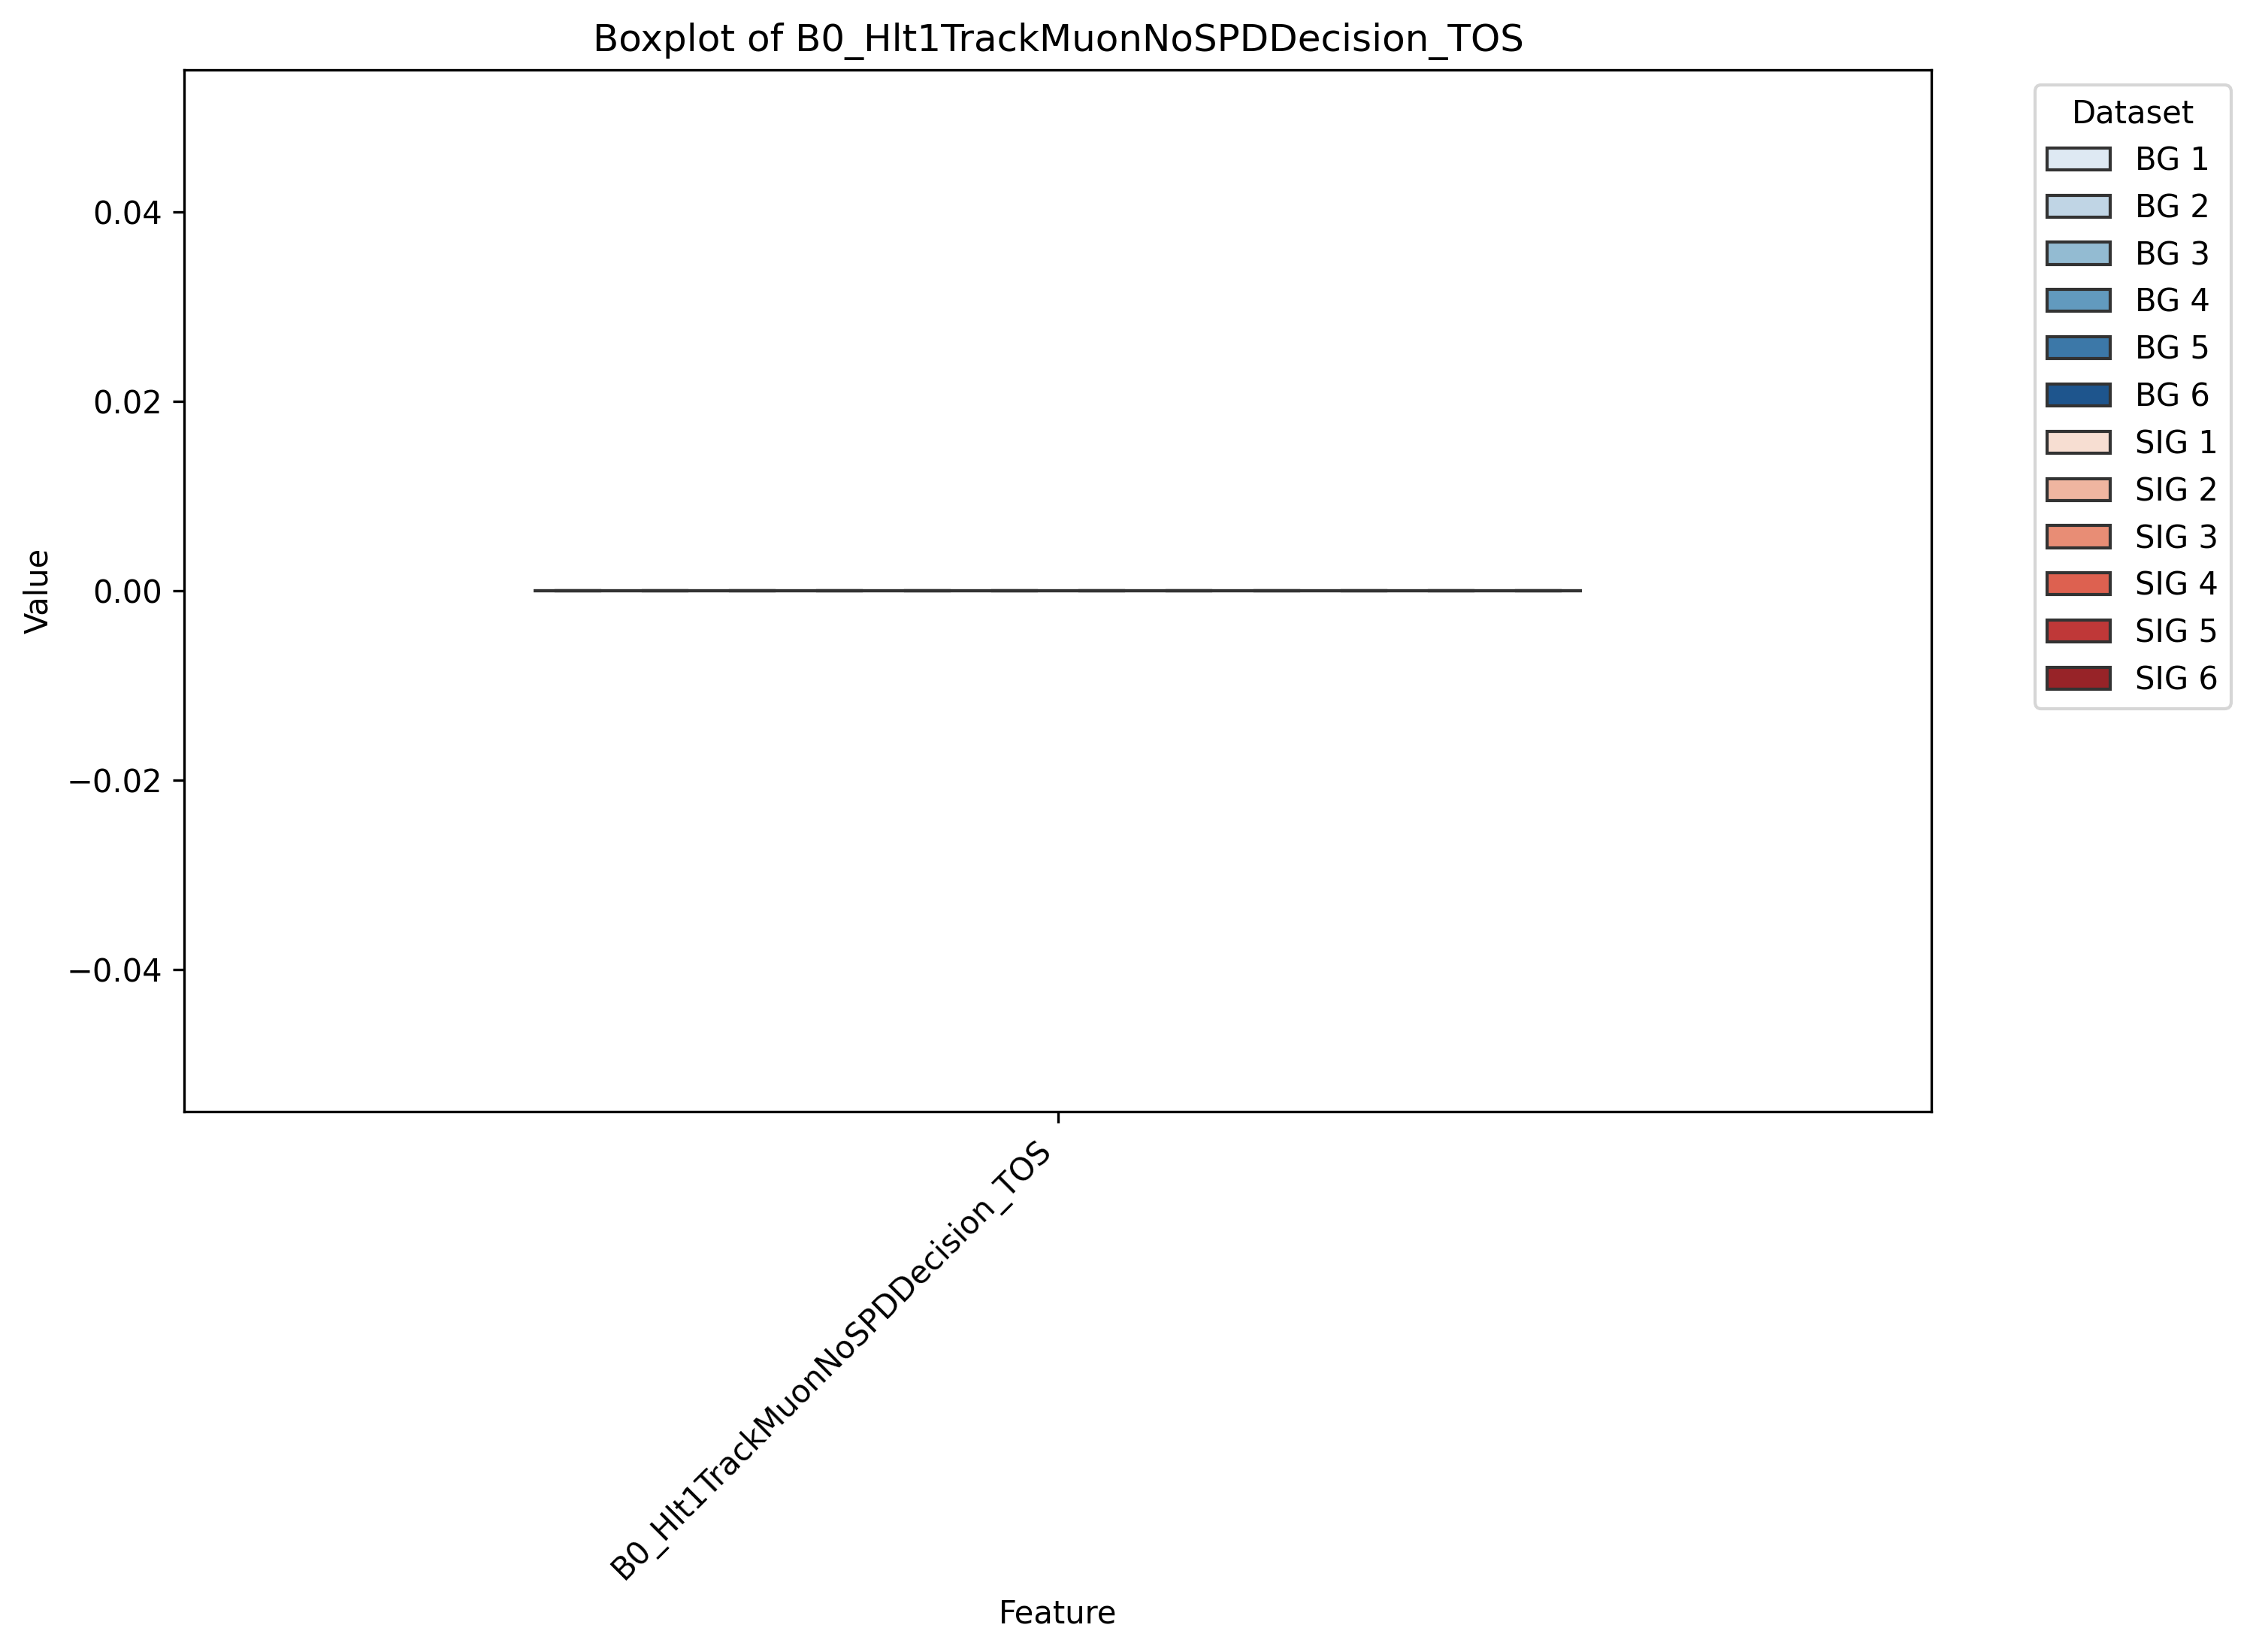 Boxplot of B0_Hlt1TrackMuonNoSPDDecision_TOS
Dataset
BG 1
BG 2
BG 3
BG 4
BG 5
BG 6
SIG 1
SIG 2
SIG 3
SIG 4
SIG 5
SIG 6
Value
0.04
0.02
0.00
−0.02
−0.04
B0_Hlt1TrackMuonNoSPDDecision_TOS
Feature